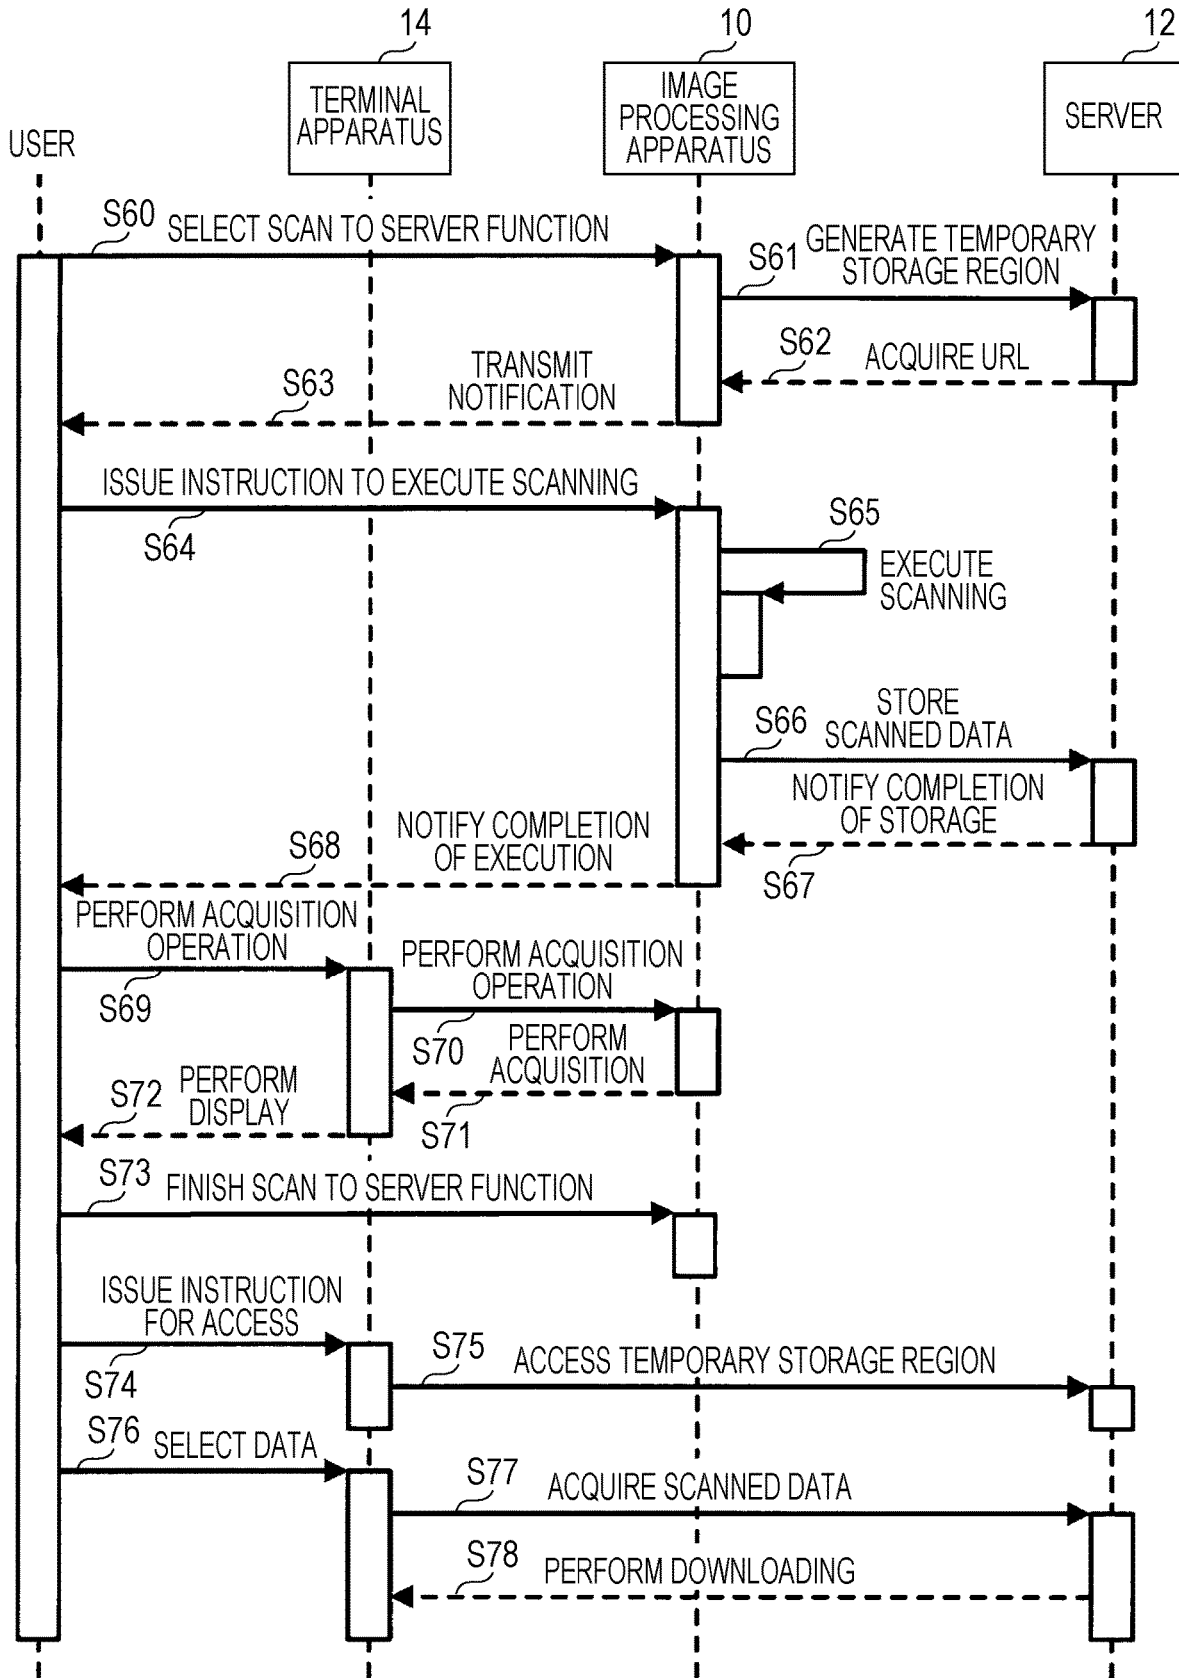 14
10
12
TERMINAL
APPARATUS
IMAGE
PROCESSING
APPARATUS
SERVER
USER
S60
SELECT SCAN TO SERVER FUNCTION
S61
GENERATE TEMPORARY
STORAGE REGION
S62
ACQUIRE URL
S63
TRANSMIT
NOTIFICATION
ISSUE INSTRUCTION TO EXECUTE SCANNING
S64
S65
EXECUTE
SCANNING
S66
STORE
SCANNED DATA
NOTIFY COMPLETION
OF STORAGE
S67
S68
NOTIFY COMPLETION
OF EXECUTION
PERFORM ACQUISITION
OPERATION
S69
PERFORM ACQUISITION
OPERATION
S70
PERFORM
ACQUISITION
S71
S72
PERFORM
DISPLAY
S73
FINISH SCAN TO SERVER FUNCTION
ISSUE INSTRUCTION
FOR ACCESS
S74
S75
ACCESS TEMPORARY STORAGE REGION
S76
SELECT DATA
S77
ACQUIRE SCANNED DATA
S78
PERFORM DOWNLOADING